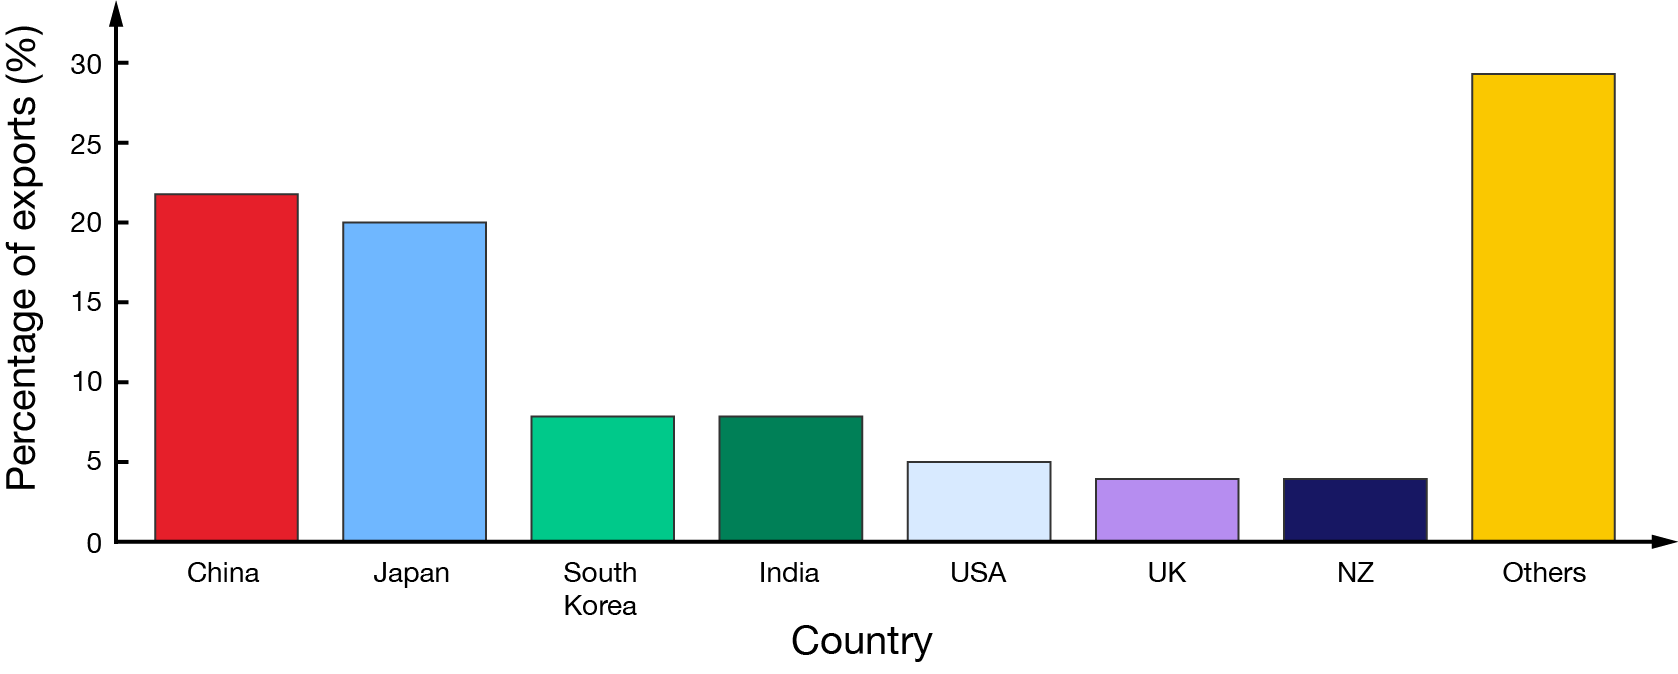 Percentage of exports (%)
30
25
20
15
10
5
0
China
Japan
South
Korea
India
USA
UK
NZ
Others
Country